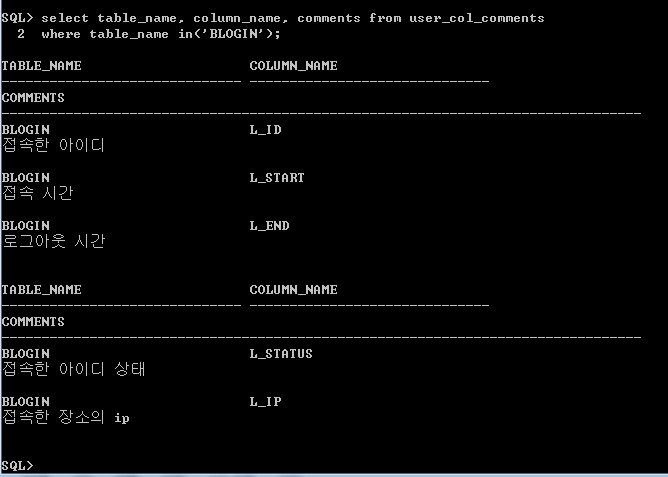 SQL> select table_name, column_name, comments from user_col_comments
2 where table_name in('BLOGIN');
TABLE_NAME COLUMN_NAME
COMMENTS
BLOGIN L_ID
접속한 아이디
BLOGIN L_START
접속 시간
BLOGIN L_END
로그아웃 시간
TABLE_NAME COLUMN_NAME
COMMENTS
BLOGIN L_STATUS
접속한 아이디 상태
BLOGIN L_IP
접속한 장소의 ip
SQL>